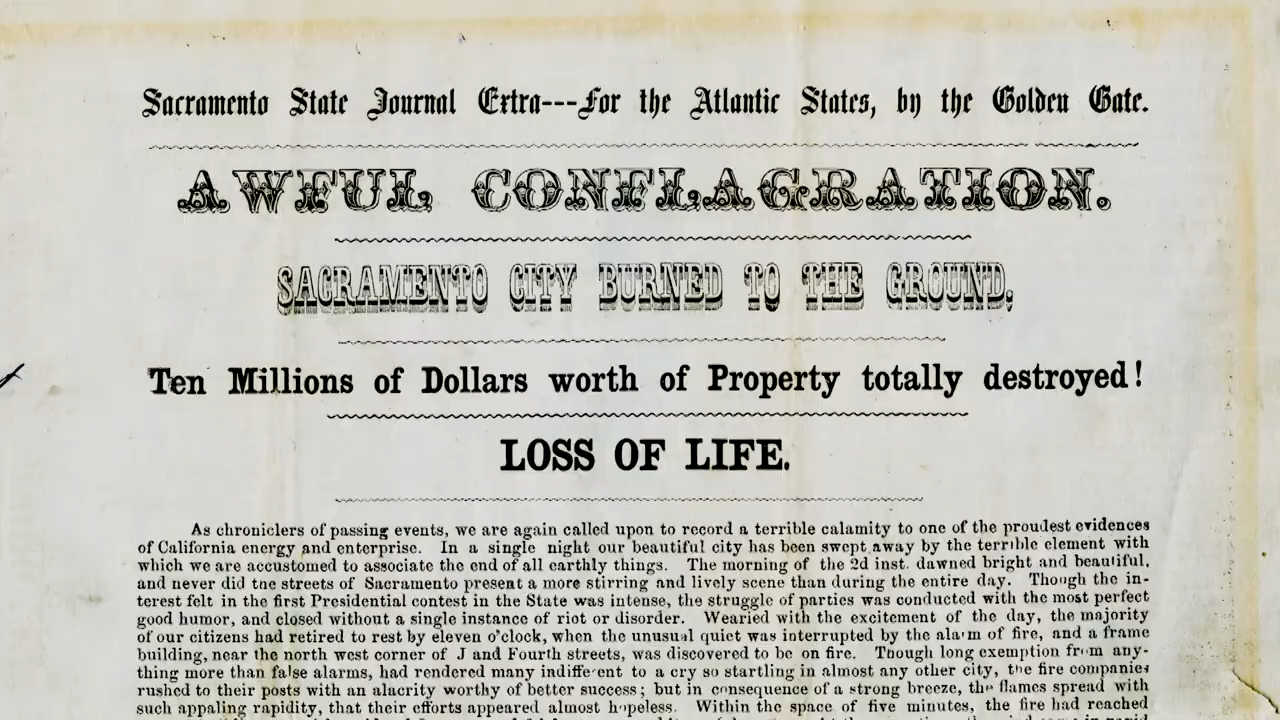 Sacramento State Journal Extra---For the Atlantic States, by the Golden Gate.
AWFUL CONFLAGRATION.
SACRAMENTO CITY BURNED TO THE GROUND,
Ten Millions of Dollars worth of Property totally destroyed!
LOSS OF LIFE.
As chroniclers of passing events, we are again called upon to record a terrible calamity to one of the proudest evidences
of California energy and enterprise. In a single night our beautiful city has been swept away by the terrible element with
which we are accustomed to associate the end of all earthly things. The morning of the 2d inst. dawned bright and beautiful,
and never did the streets of Sacramento present a more stirring and lively scene than during the entire day. Though the in-
terest felt in the first Presidential contest in the State was intense, the struggle of parties was conducted with the most perfect
good humor, and closed without a single instance of riot or disorder. Wearied with the excitement of the day, the majority
of our citizens had retired to rest by eleven o'clock, when the unusual quiet was interrupted by the alarm of fire, and a frame
building, near the north west corner of J and Fourth streets, was discovered to be on fire. Though long exemption from any-
thing more than false alarms, had rendered many indifferent to a cry so startling in almost any other city, the fire companies
rushed to their posts with an alacrity worthy of better success; but in consequence of a strong breeze, the flames spread with
such appaling rapidity, that their efforts appeared almost hopeless. Within the space of five minutes, the fire had reached